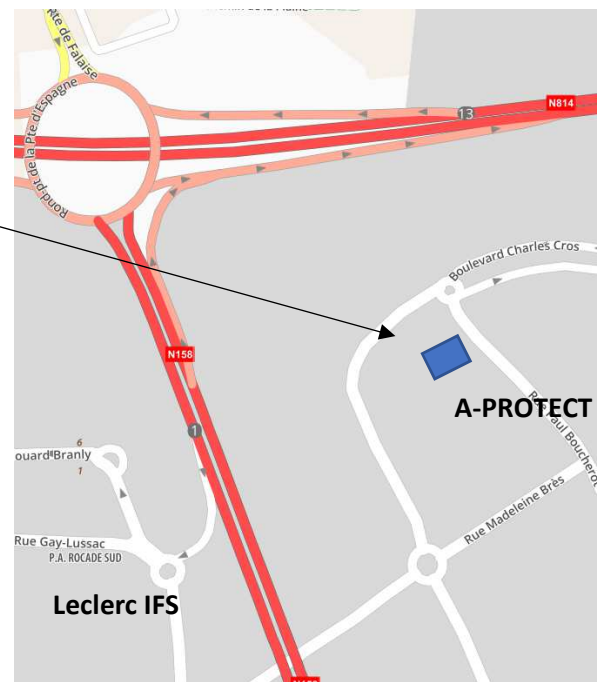 Rte de Falaise
Rond-pt de la Pte d'Espagne
13
N814
Boulevard Charles Cros
N158
A-PROTECT
Rue Paul Boucherot
1
6
ouard Branly
1
Rue Madeleine Brès
Rue Gay-Lussac
P.A. ROCADE SUD
Leclerc IFS